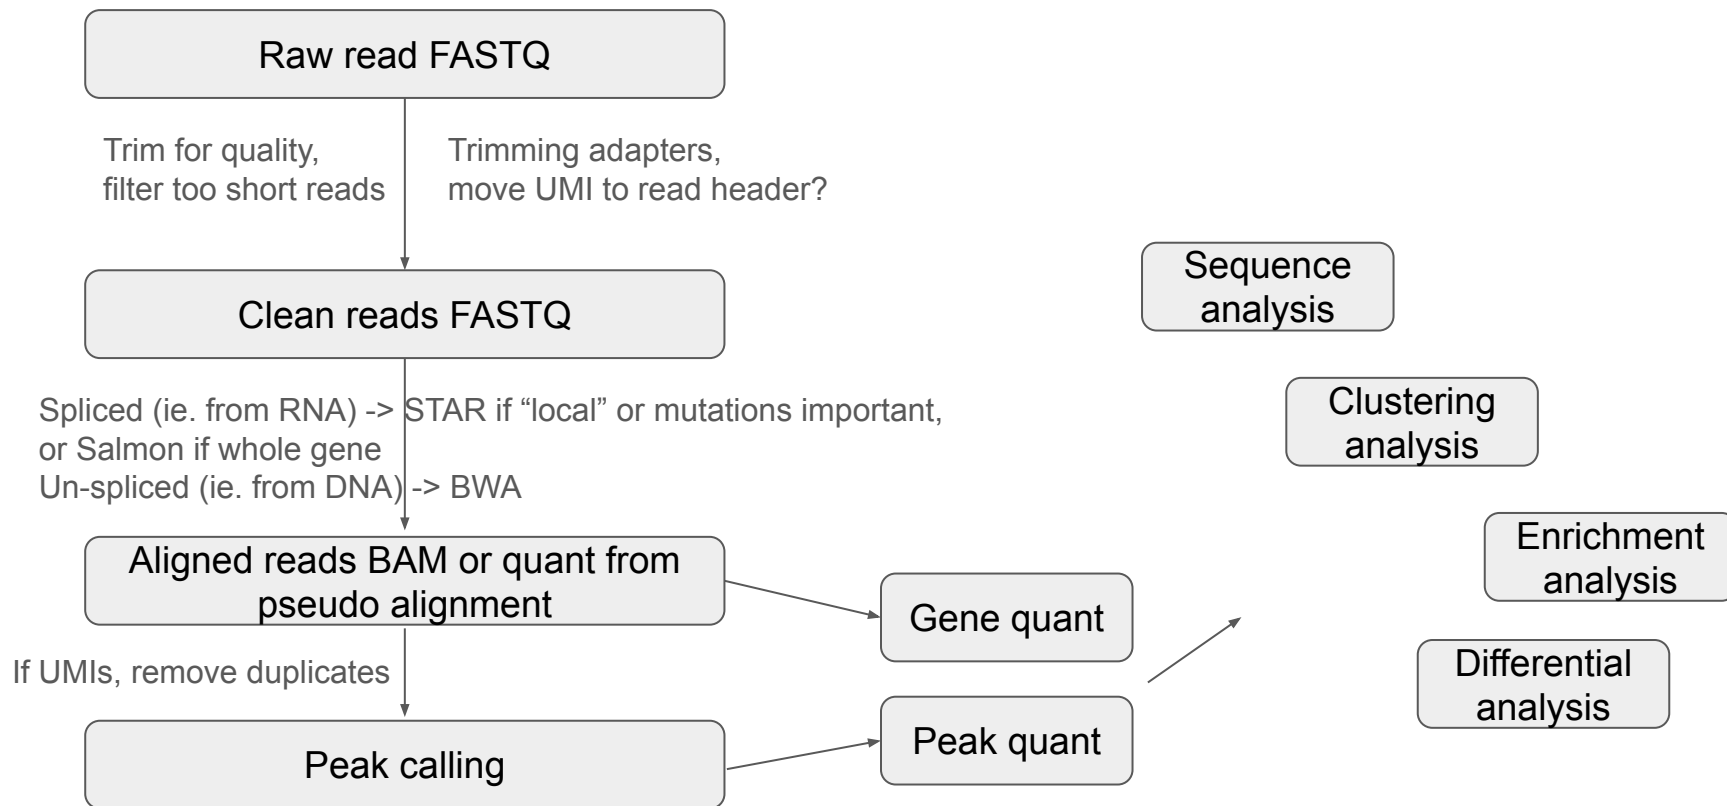 Raw read FASTQ
Trim for quality,
filter too short reads
Trimming adapters,
move UMI to read header?
Clean reads FASTQ
Spliced (ie. from RNA) -> STAR if “local” or mutations important,
or Salmon if whole gene
Un-spliced (ie. from DNA) -> BWA
Aligned reads BAM or quant from
pseudo alignment
If UMIs, remove duplicates
Peak calling
Gene quant
Peak quant
Sequence
analysis
Clustering
analysis
Enrichment
analysis
Differential
analysis